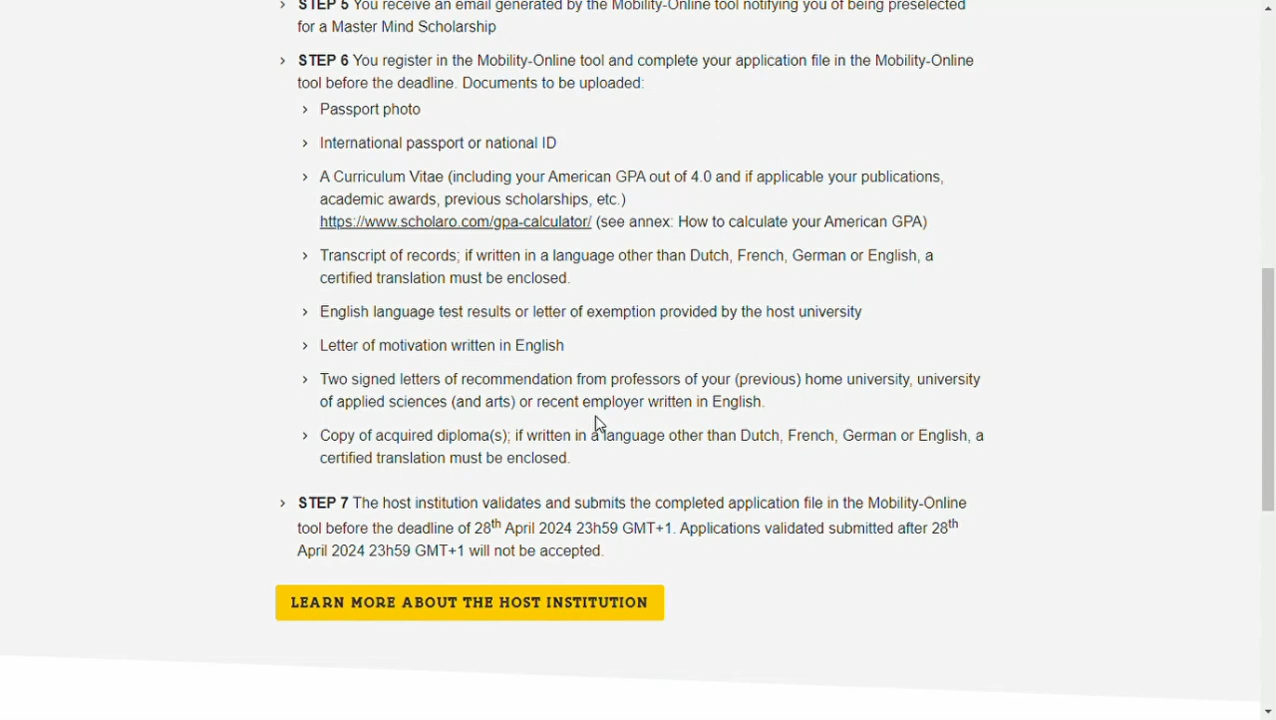 STEP 5 You receive an email generated by the Mobility-Online tool notifying you of being preselected
for a Master Mind Scholarship
STEP 6 You register in the Mobility-Online tool and complete your application file in the Mobility-Online
tool before the deadline. Documents to be uploaded:
Passport photo
International passport or national ID
A Curriculum Vitae (including your American GPA out of 4.0 and if applicable your publications,
academic awards, previous scholarships, etc.)
https://www.scholaro.com/gpa-calculator/ (see annex: How to calculate your American GPA)
Transcript of records; if written in a language other than Dutch, French, German or English, a
certified translation must be enclosed.
English language test results or letter of exemption provided by the host university
Letter of motivation written in English
Two signed letters of recommendation from professors of your (previous) home university, university
of applied sciences (and arts) or recent employer written in English.
Copy of acquired diploma(s); if written in a language other than Dutch, French, German or English, a
certified translation must be enclosed.
STEP 7 The host institution validates and submits the completed application file in the Mobility-Online
tool before the deadline of 28th April 2024 23h59 GMT+1. Applications validated submitted after 28th
April 2024 23h59 GMT+1 will not be accepted.
LEARN MORE ABOUT THE HOST INSTITUTION